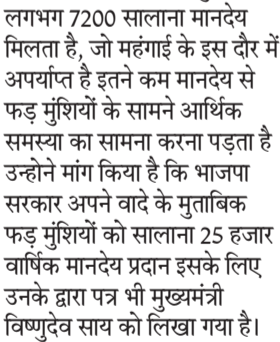 लगभग 7200 सालाना मानदेय
मिलता है, जो महंगाई के इस दौर में
अपर्याप्त है इतने कम मानदेय से
फड़ मुंशियों के सामने आर्थिक
समस्या का सामना करना पड़ता है
उन्होने मांग किया है कि भाजपा
सरकार अपने वादे के मुताबिक
फड़ मुंशियों को सालाना 25 हजार
वार्षिक मानदेय प्रदान इसके लिए
उनके द्वारा पत्र भी मुख्यमंत्री
विष्णुदेव साय को लिखा गया है।